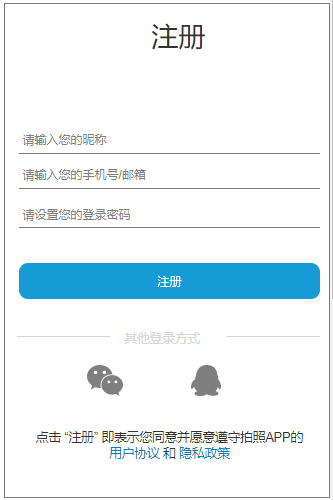 注册
请输入您的昵称
请输入您的手机号/邮箱
请设置您的登录密码
注册
其他登录方式
点击 “注册” 即表示您同意并愿意遵守拍照APP的
用户协议 和 隐私政策